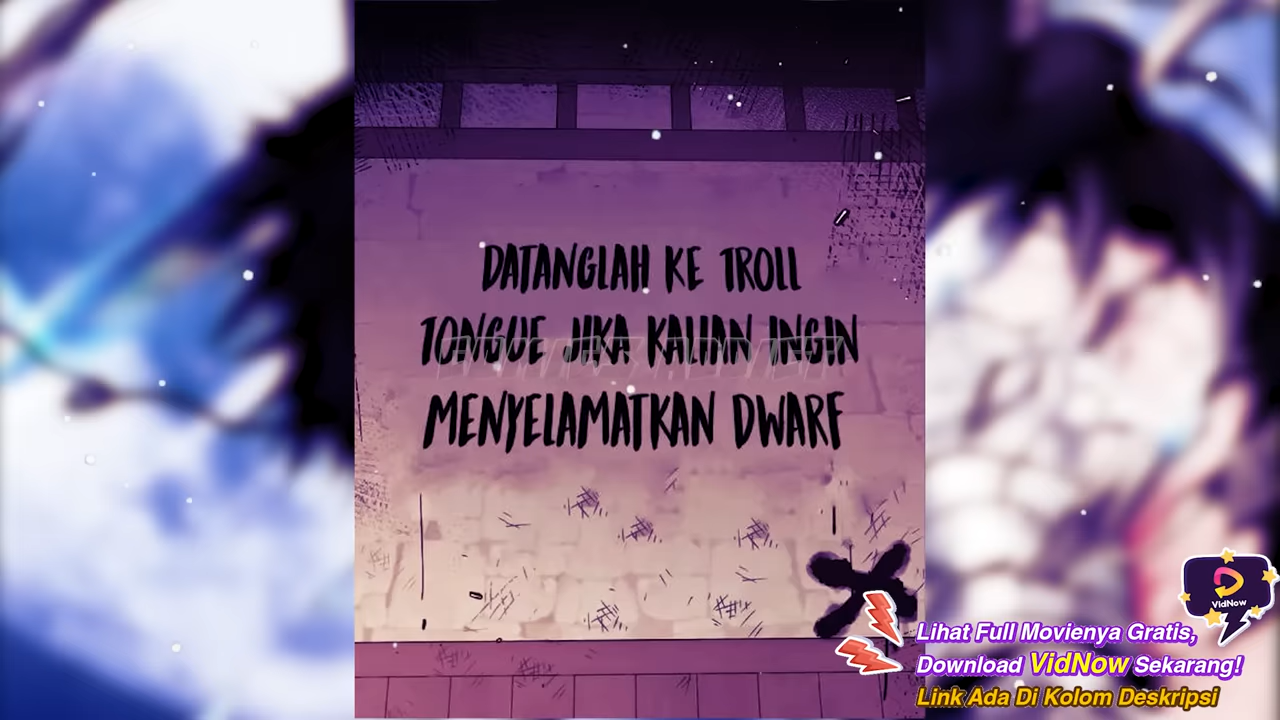 DATANGLAH KE TROLL
TONGUE JIKA KALIAN INGIN
MENYELAMATKAN DWARF
VidNow
Lihat Full Movienya Gratis,
Download VidNow Sekarang!
Link Ada Di Kolom Deskripsi